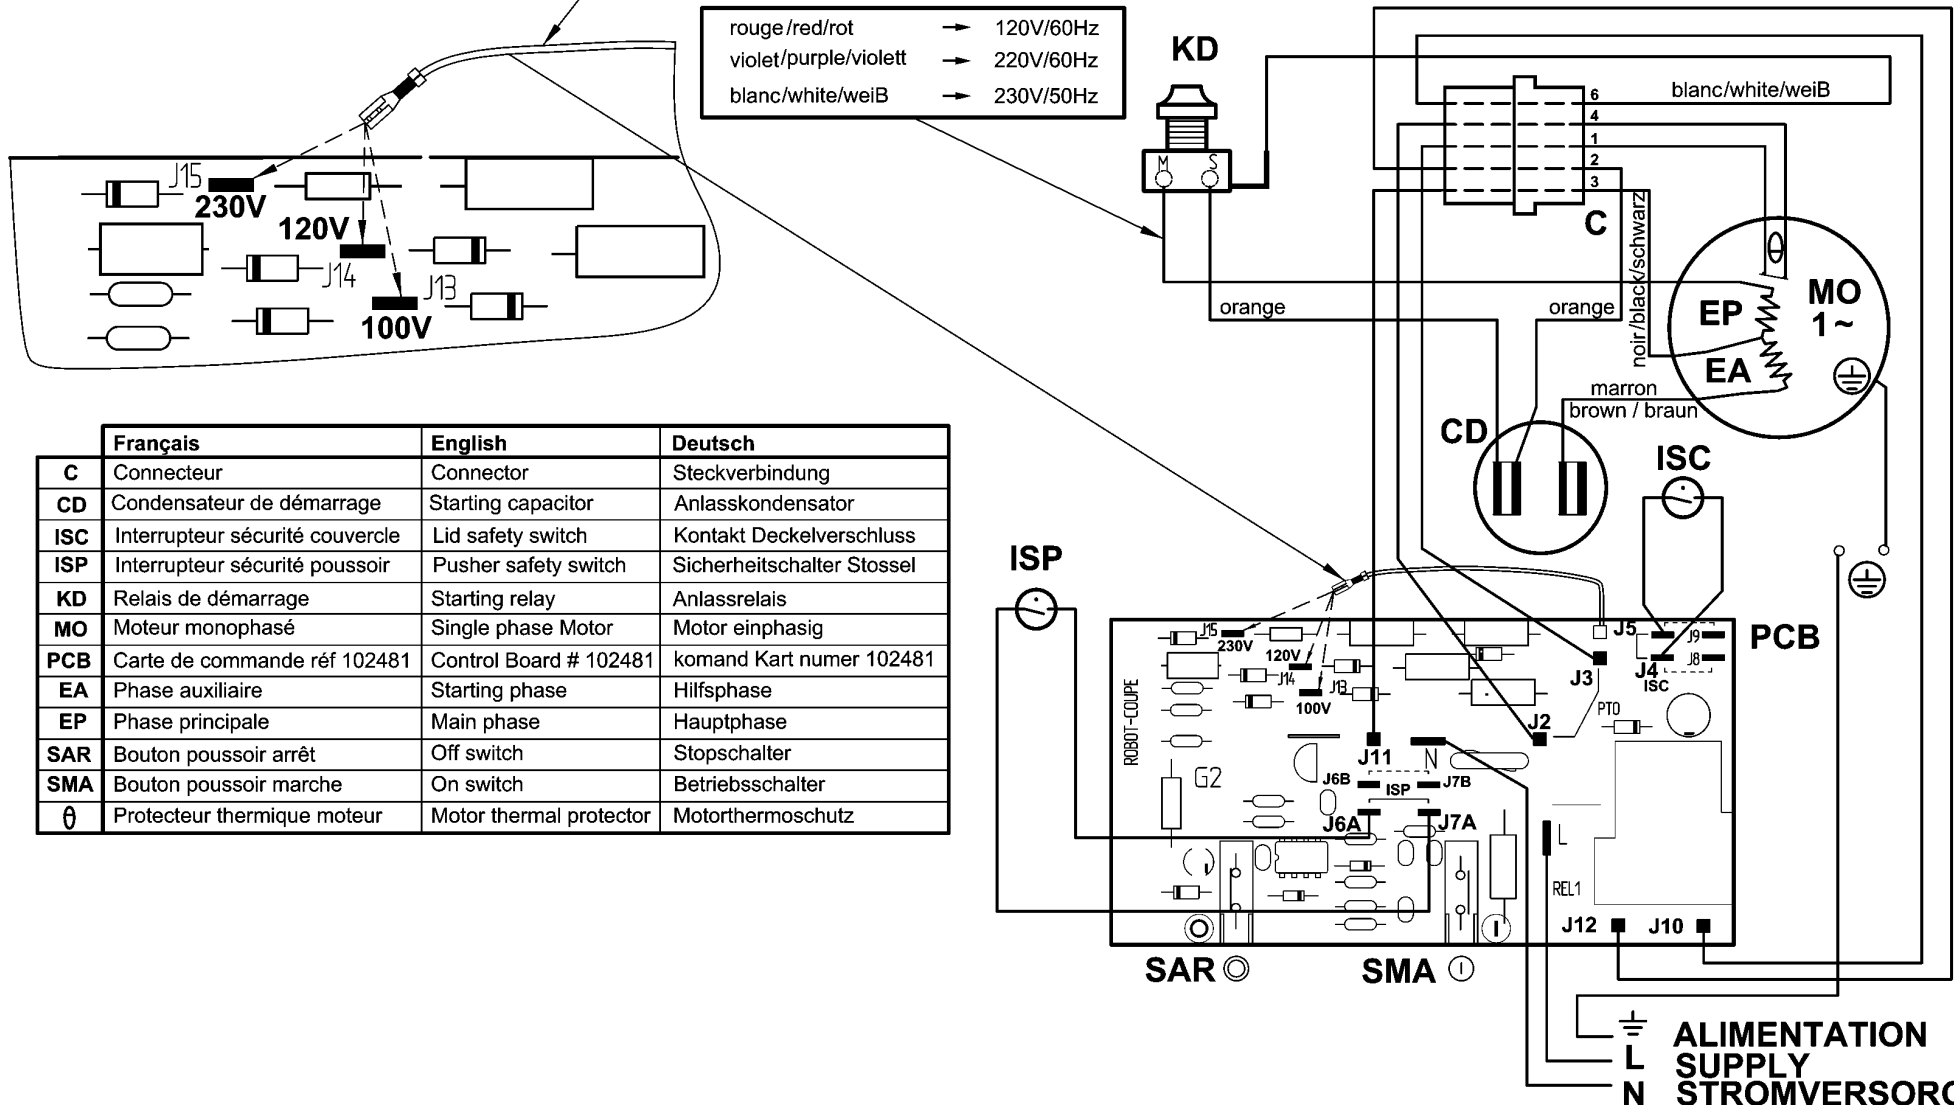 rouge/red/rot → 120V/60Hz
violet/purple/violett → 220V/60Hz
blanc/white/weiB → 230V/50Hz
KD
M S
6
4
1
2
3
blanc/white/weiB
C
noir/black/schwarz
orange
orange
EP
EA
MO
1 ~
θ
marron
brown / braun
CD
ISC
J15
230V
120V
J14
J13
100V
Français English Deutsch
C Connecteur Connector Steckverbindung
CD Condensateur de démarrage Starting capacitor Anlasskondensator
ISC Interrupteur sécurité couvercle Lid safety switch Kontakt Deckelverschluss
ISP Interrupteur sécurité poussoir Pusher safety switch Sicherheitschalter Stossel
KD Relais de démarrage Starting relay Anlassrelais
MO Moteur monophasé Single phase Motor Motor einphasig
PCB Carte de commande réf 102481 Control Board # 102481 komand Kart numer 102481
EA Phase auxiliaire Starting phase Hilfsphase
EP Phase principale Main phase Hauptphase
SAR Bouton poussoir arrêt Off switch Stopschalter
SMA Bouton poussoir marche On switch Betriebsschalter
θ Protecteur thermique moteur Motor thermal protector Motorthermoschutz
ISP
PCB
ROBOT-COUPE
J15
230V
120V
J14
J13
100V
J5
J9
J4
J8
ISC
J3
J2
PTO
J11
N
G2
J6B
J7B
ISP
J6A
J7A
L
REL1
J12
J10
SAR
SMA
ALIMENTATION
L SUPPLY
N STROMVERSORG